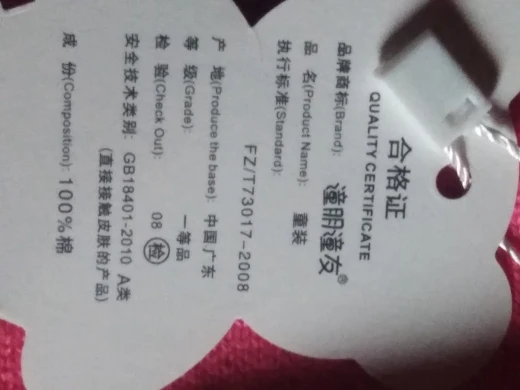 合格证
QUALITY CERTIFICATE
品牌商标(Brand): 潼明潼友®
品 名(Product Name): 童装
执行标准(Standard):
FZ/T73017-2008
产 地(Produce the base): 中国广东
等 级(Grade): 一等品
检 验(Check Out): 08 检
安全技术类别: GB18401-2010 A类
(直接接触皮肤的产品)
成 份(Composition): 100%棉